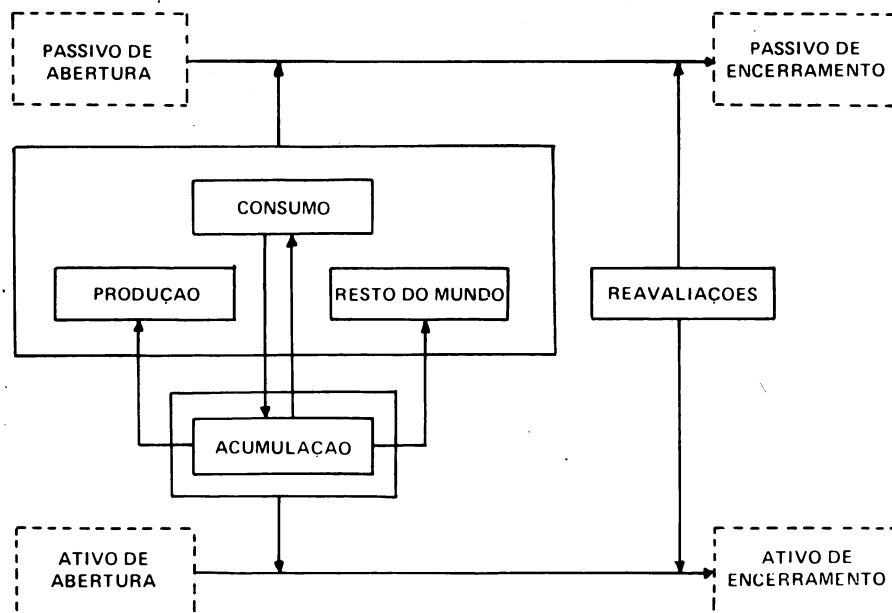 PASSIVO DE
ABERTURA
PASSIVO DE
ENCERRAMENTO
CONSUMO
PRODUÇAO
RESTO DO MUNDO
REAVALIAÇOES
ACUMULAÇAO
ATIVO DE
ABERTURA
ATIVO DE
ENCERRAMENTO